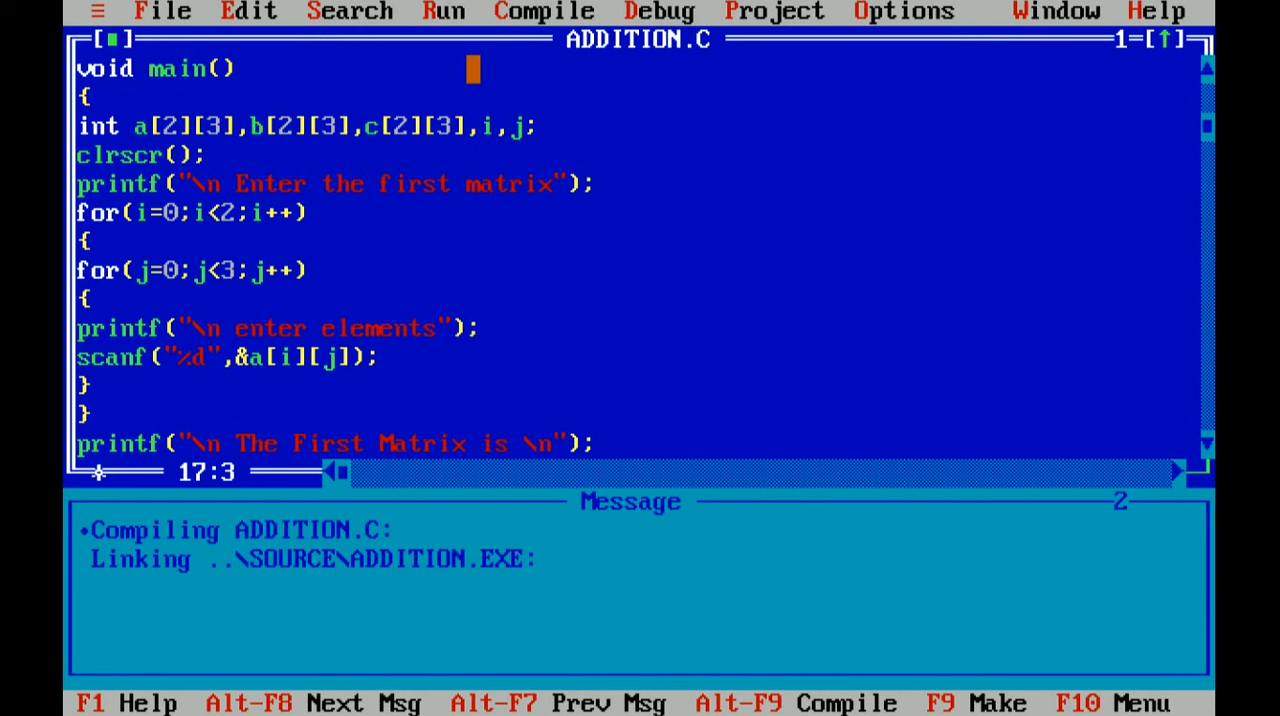 ≡ File Edit Search Run Compile Debug Project Options Window Help
[■] ADDITION.C 1=[↑]
void main()
{
int a[2][3],b[2][3],c[2][3],i,j;
clrscr();
printf("\n Enter the first matrix");
for(i=0;i<2;i++)
{
for(j=0;j<3;j++)
{
printf("\n enter elements");
scanf("%d",&a[i][j]);
}
}
printf("\n The First Matrix is \n");
17:3
Message 2
•Compiling ADDITION.C:
Linking ..\SOURCE\ADDITION.EXE:
F1 Help Alt-F8 Next Msg Alt-F7 Prev Msg Alt-F9 Compile F9 Make F10 Menu